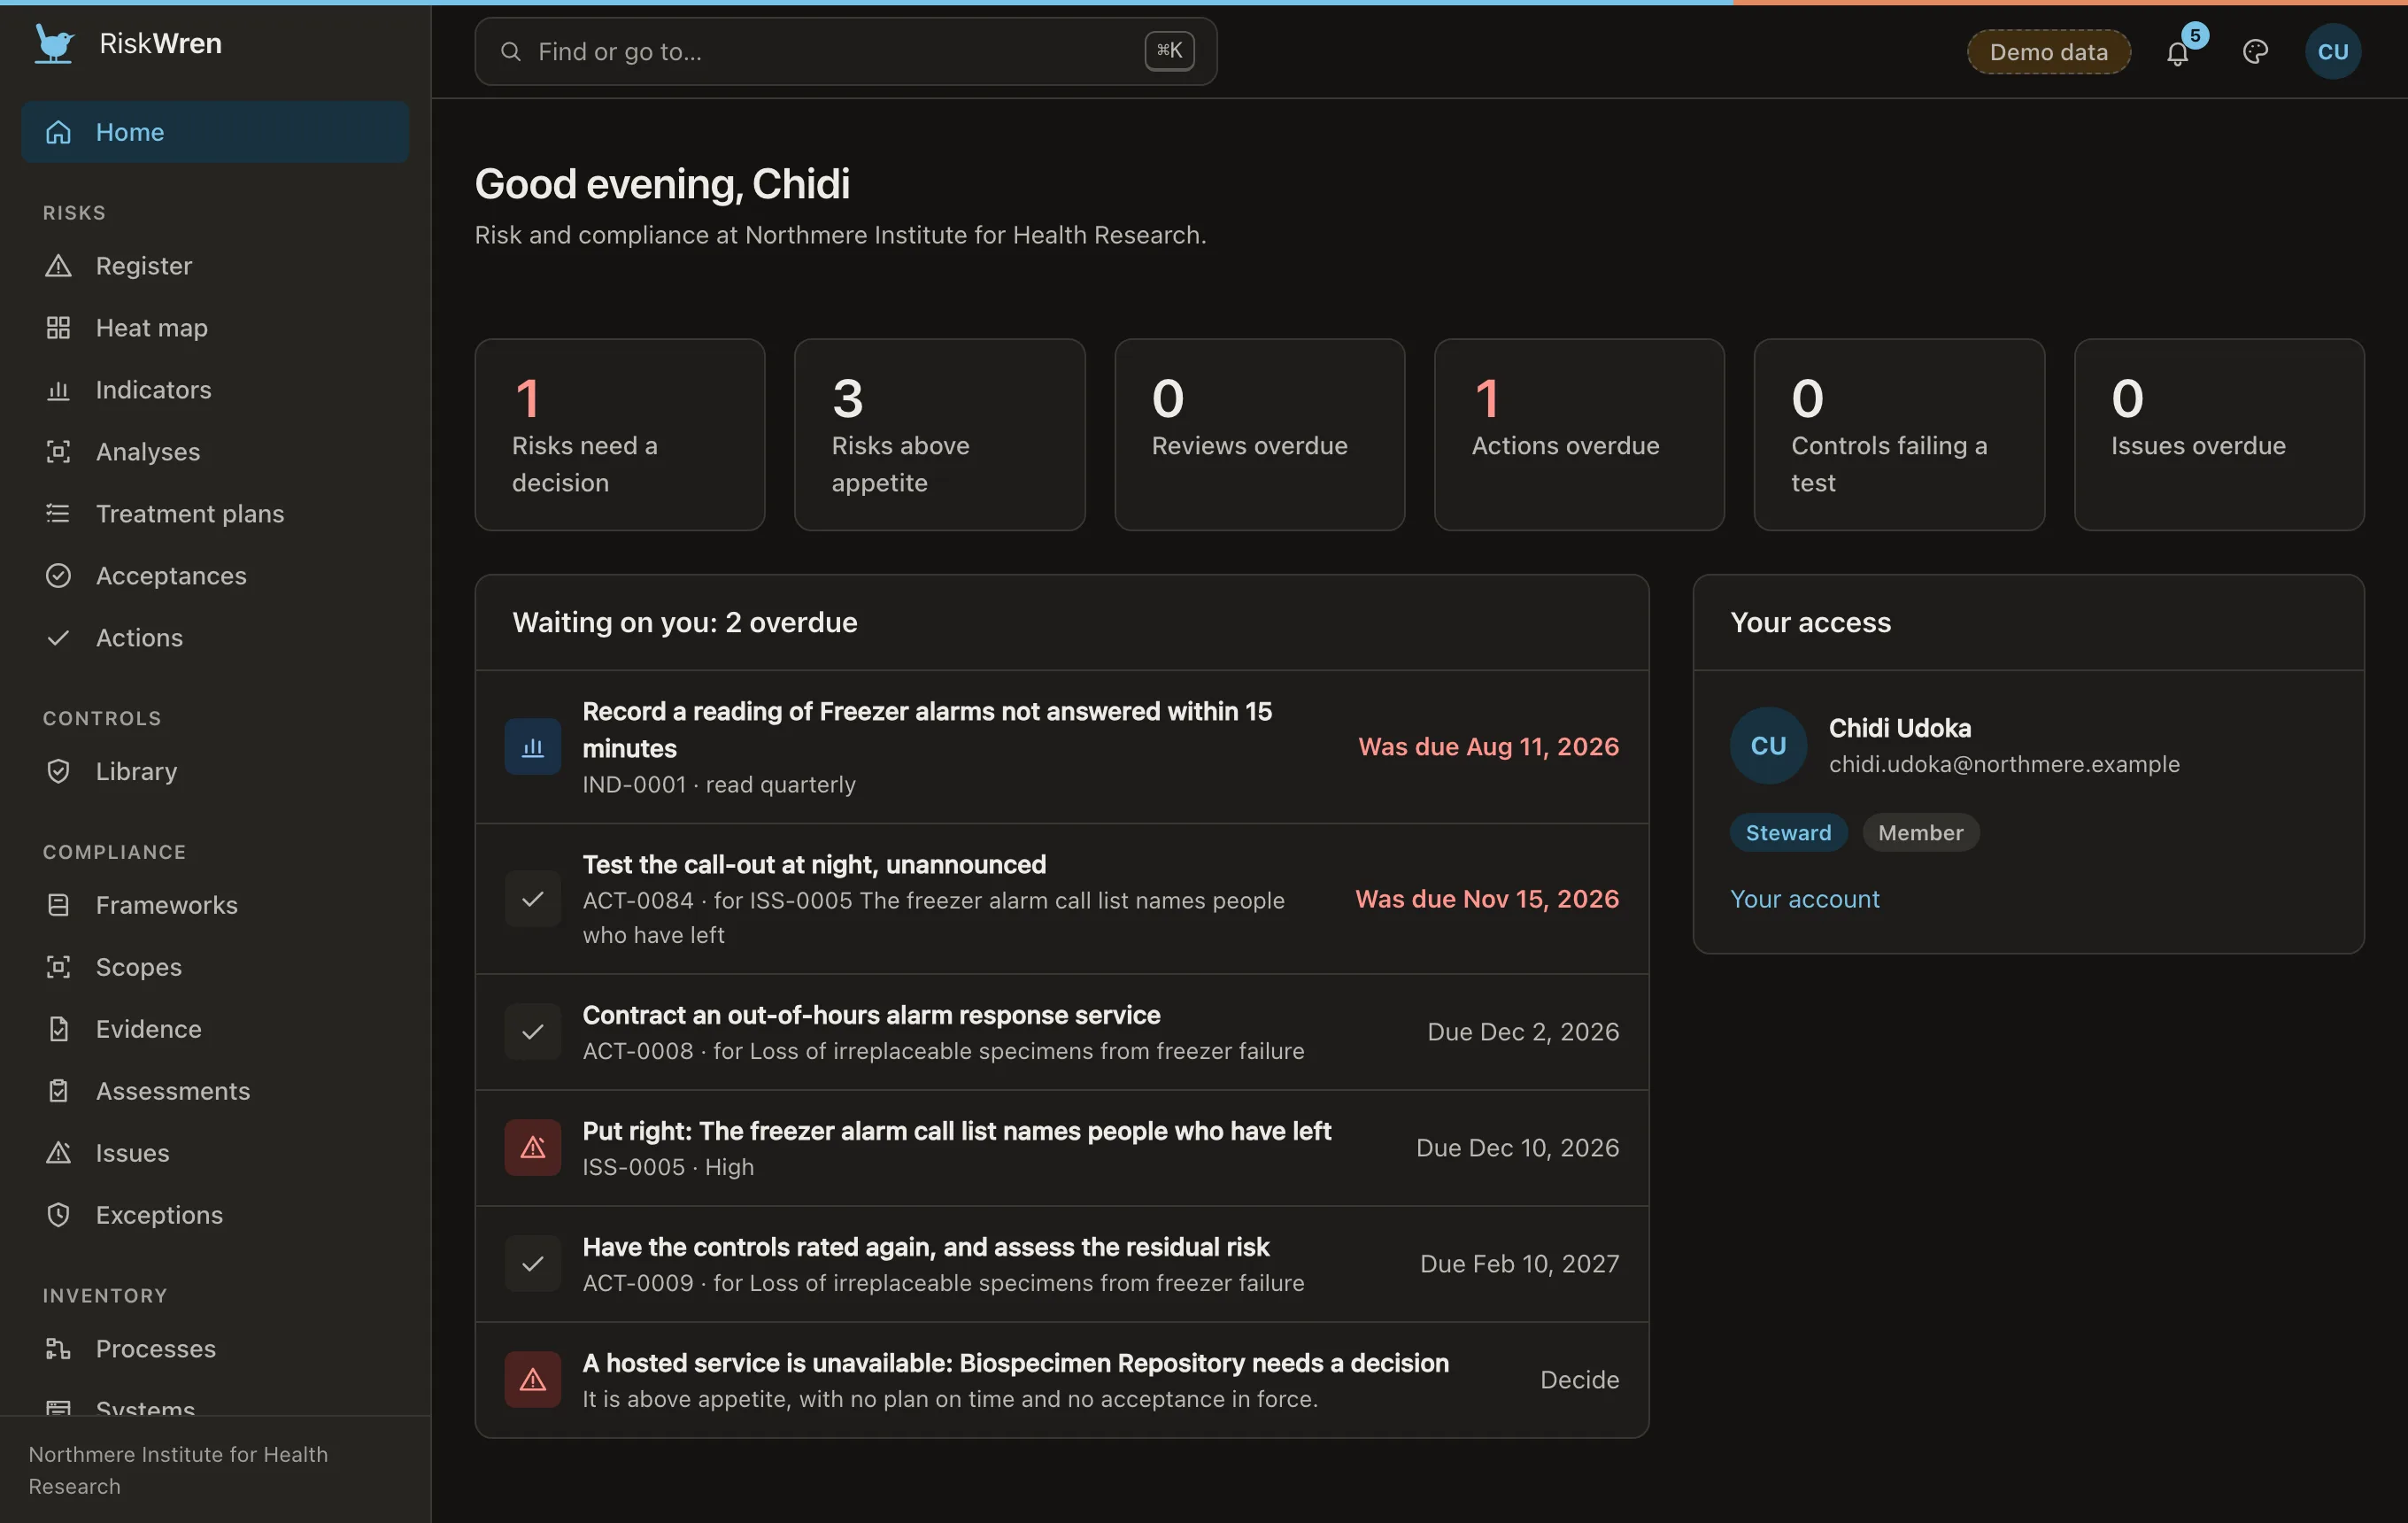 RiskWren
Find or go to...
⌘K
Demo data
5
CU
Home
RISKS
Register
Heat map
Indicators
Analyses
Treatment plans
Acceptances
Actions
CONTROLS
Library
COMPLIANCE
Frameworks
Scopes
Evidence
Assessments
Issues
Exceptions
INVENTORY
Processes
Systems
Northmere Institute for Health
Research
Good evening, Chidi
Risk and compliance at Northmere Institute for Health Research.
1
Risks need a
decision
3
Risks above
appetite
0
Reviews overdue
1
Actions overdue
0
Controls failing a
test
0
Issues overdue
Waiting on you: 2 overdue
Record a reading of Freezer alarms not answered within 15
minutes
IND-0001 · read quarterly
Was due Aug 11, 2026
Test the call-out at night, unannounced
ACT-0084 · for ISS-0005 The freezer alarm call list names people
who have left
Was due Nov 15, 2026
Contract an out-of-hours alarm response service
ACT-0008 · for Loss of irreplaceable specimens from freezer failure
Due Dec 2, 2026
Put right: The freezer alarm call list names people who have left
ISS-0005 · High
Due Dec 10, 2026
Have the controls rated again, and assess the residual risk
ACT-0009 · for Loss of irreplaceable specimens from freezer failure
Due Feb 10, 2027
A hosted service is unavailable: Biospecimen Repository needs a decision
It is above appetite, with no plan on time and no acceptance in force.
Decide
Your access
CU
Chidi Udoka
chidi.udoka@northmere.example
Steward
Member
Your account